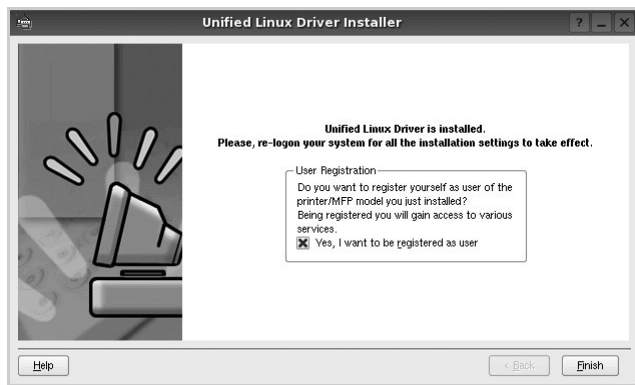 Unified Linux Driver Installer
Unified Linux Driver is installed.
Please, re-logon your system for all the installation settings to take effect.
User Registration
Do you want to register yourself as user of the
printer/MFP model you just installed?
Being registered you will gain access to various
services.
Yes, I want to be registered as user
Help
< Back
Finish